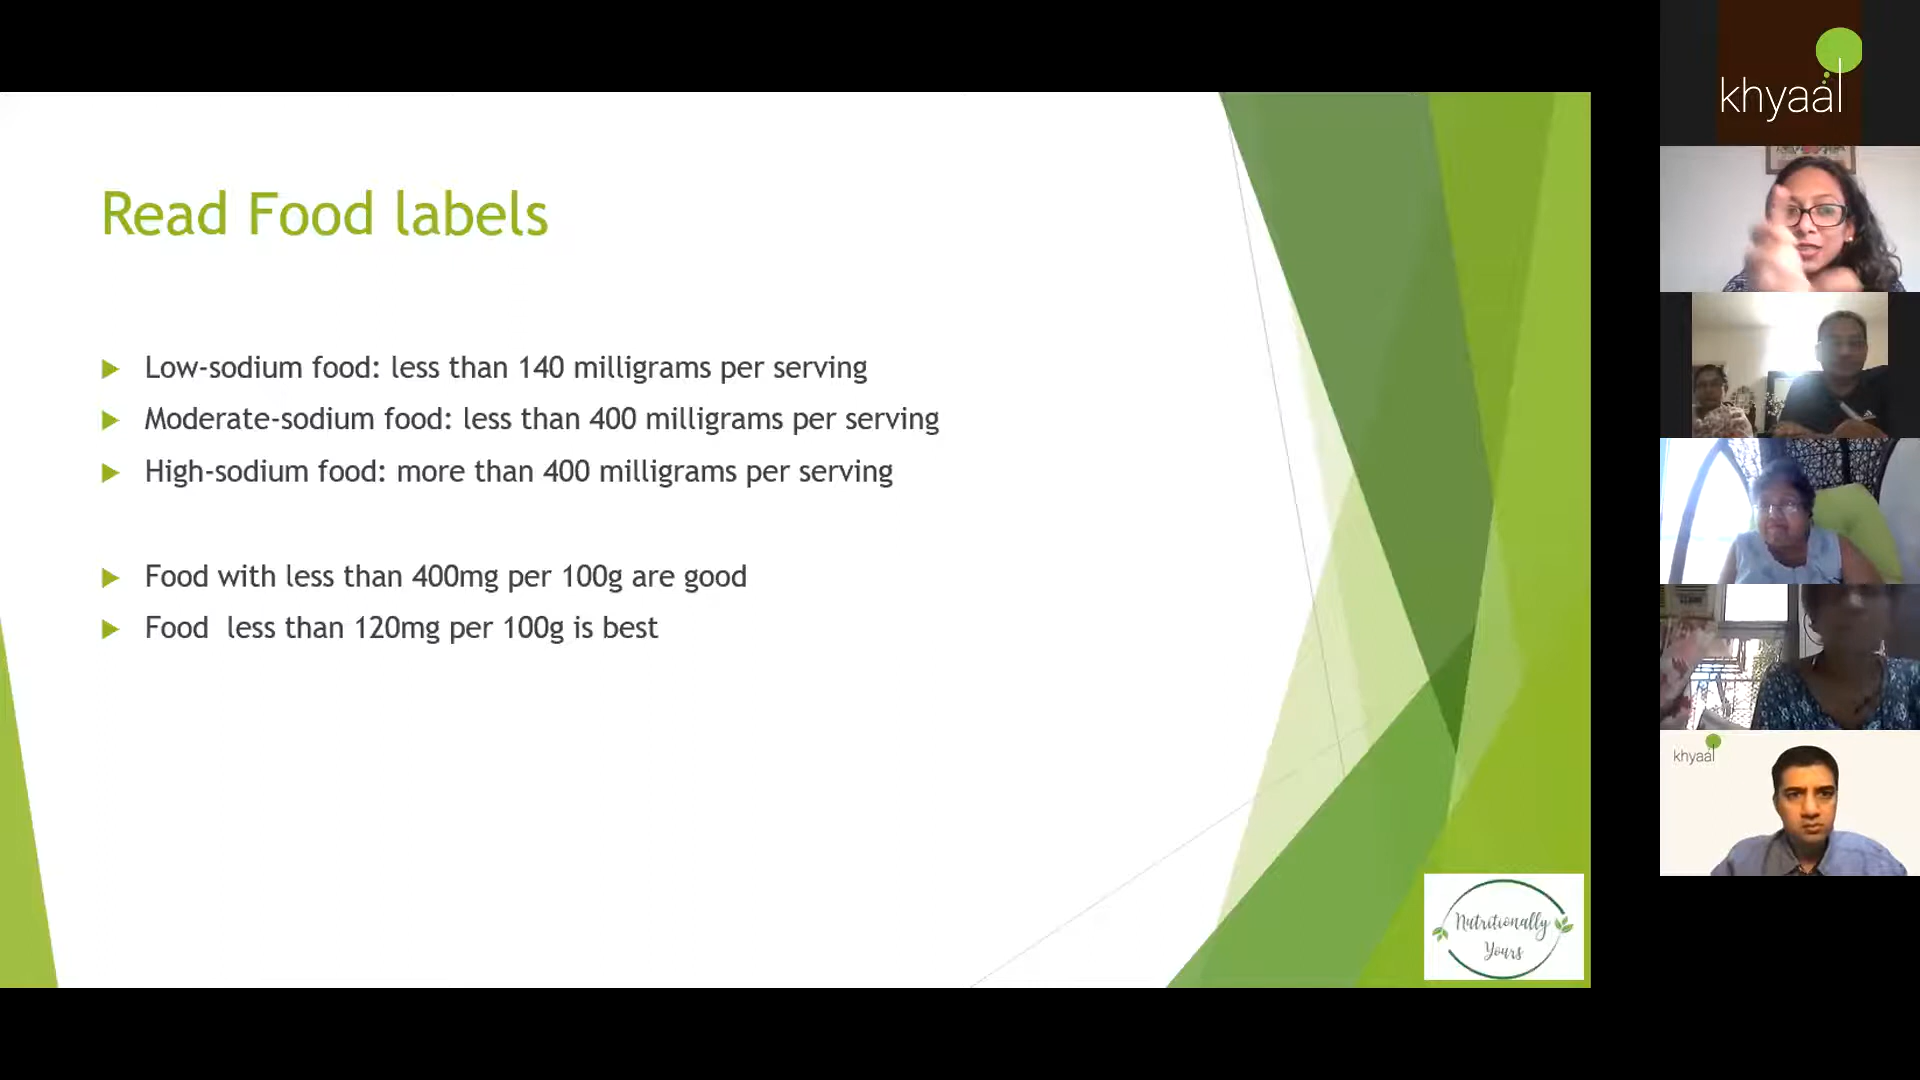 Read Food labels
Low-sodium food: less than 140 milligrams per serving
Moderate-sodium food: less than 400 milligrams per serving
High-sodium food: more than 400 milligrams per serving
Food with less than 400mg per 100g are good
Food less than 120mg per 100g is best
Nutritionally
Yours
khyaal
khyaal